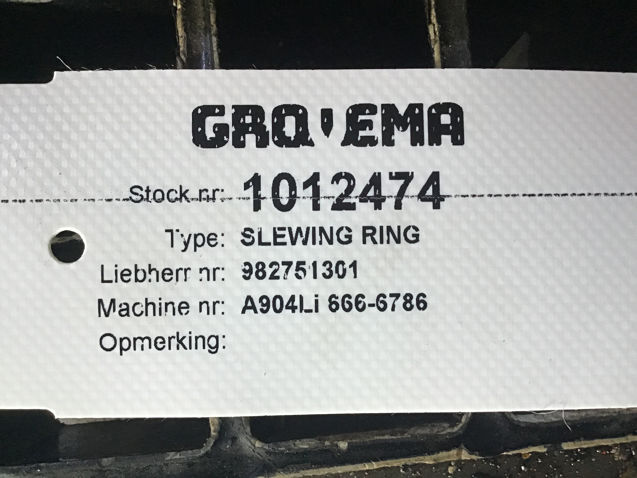 GROVEMA
Stock nr: 1012474
Type: SLEWING RING
Liebherr nr: 982751301
Machine nr: A904Li 666-6786
Opmerking: